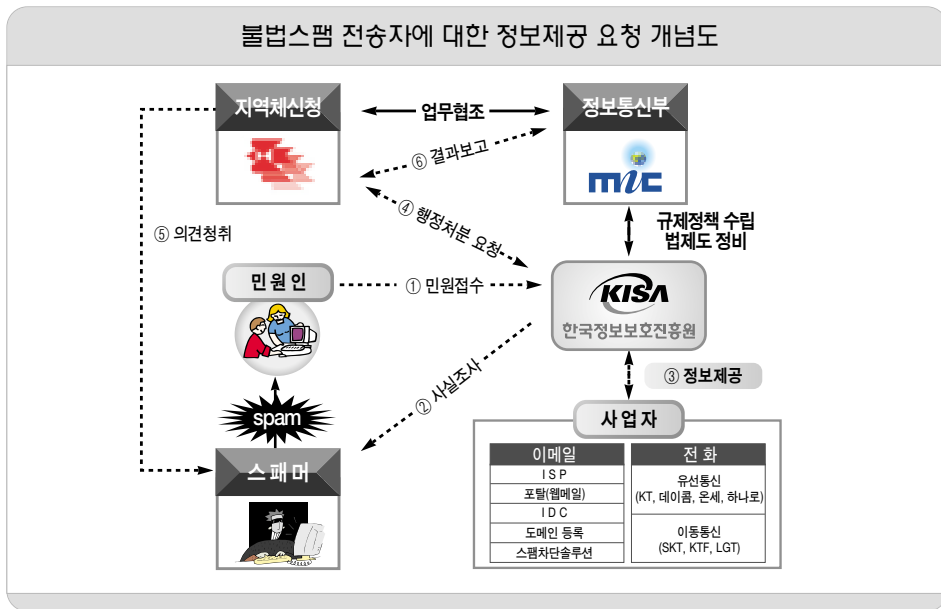 불법스팸 전송자에 대한 정보제공 요청 개념도
지역체신청
업무협조
정보통신부
⑥ 결과보고
MIC
④ 행정처분 요청
규제정책 수립
법제도 정비
⑤ 의견청취
민원인
① 민원접수
KISA
한국정보보호진흥원
② 사실조사
③ 정보제공
spam
스패머
사업자
이메일
ISP
포탈(웹메일)
IDC
도메인 등록
스팸차단솔루션
전 화
유선통신
(KT, 데이콤, 온세, 하나로)
이동통신
(SKT, KTF, LGT)